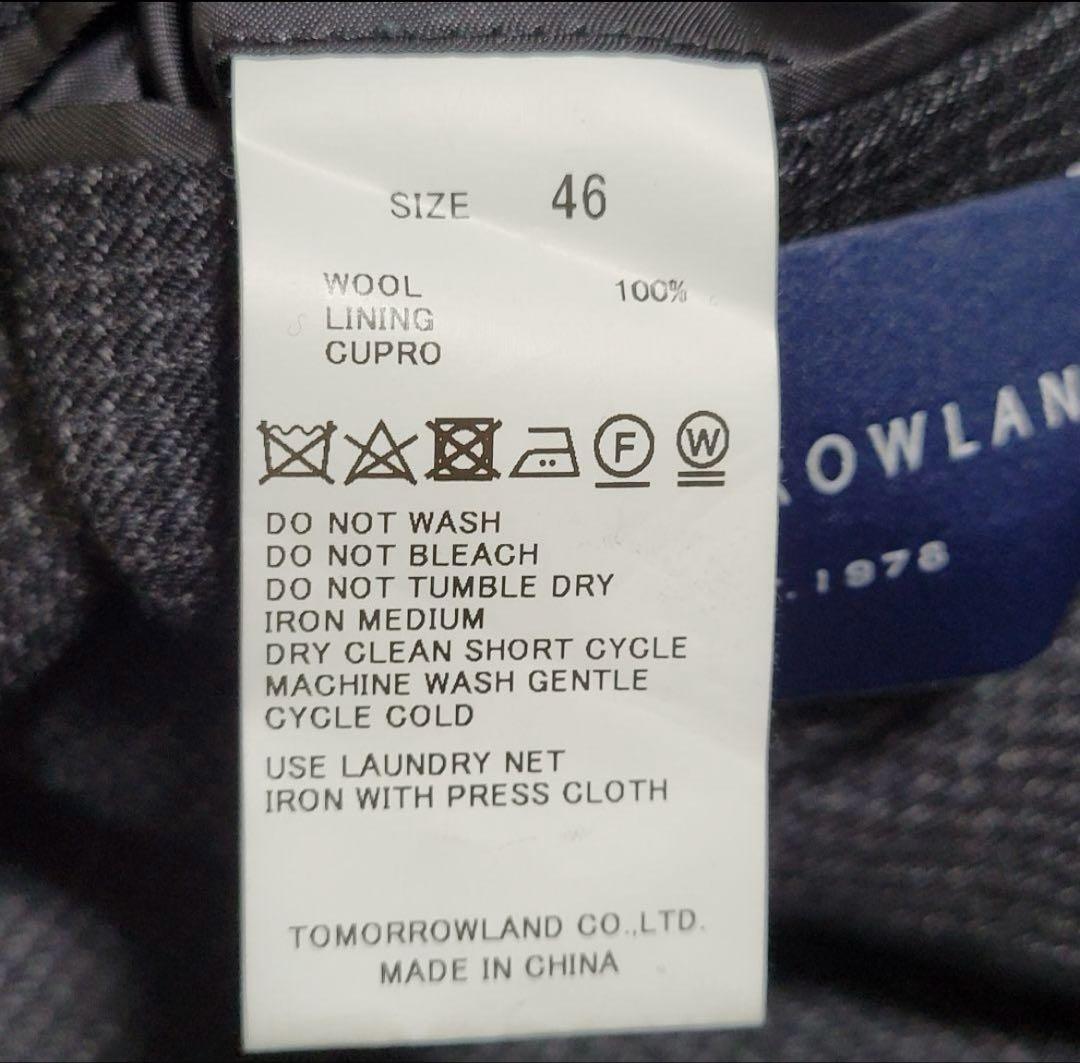 SIZE 46
WOOL 100%
LINING
CUPRO
F W
DO NOT WASH
DO NOT BLEACH
DO NOT TUMBLE DRY
IRON MEDIUM
DRY CLEAN SHORT CYCLE
MACHINE WASH GENTLE
CYCLE COLD
USE LAUNDRY NET
IRON WITH PRESS CLOTH
TOMORROWLAND CO.,LTD.
MADE IN CHINA
ROWLAN
. 1978